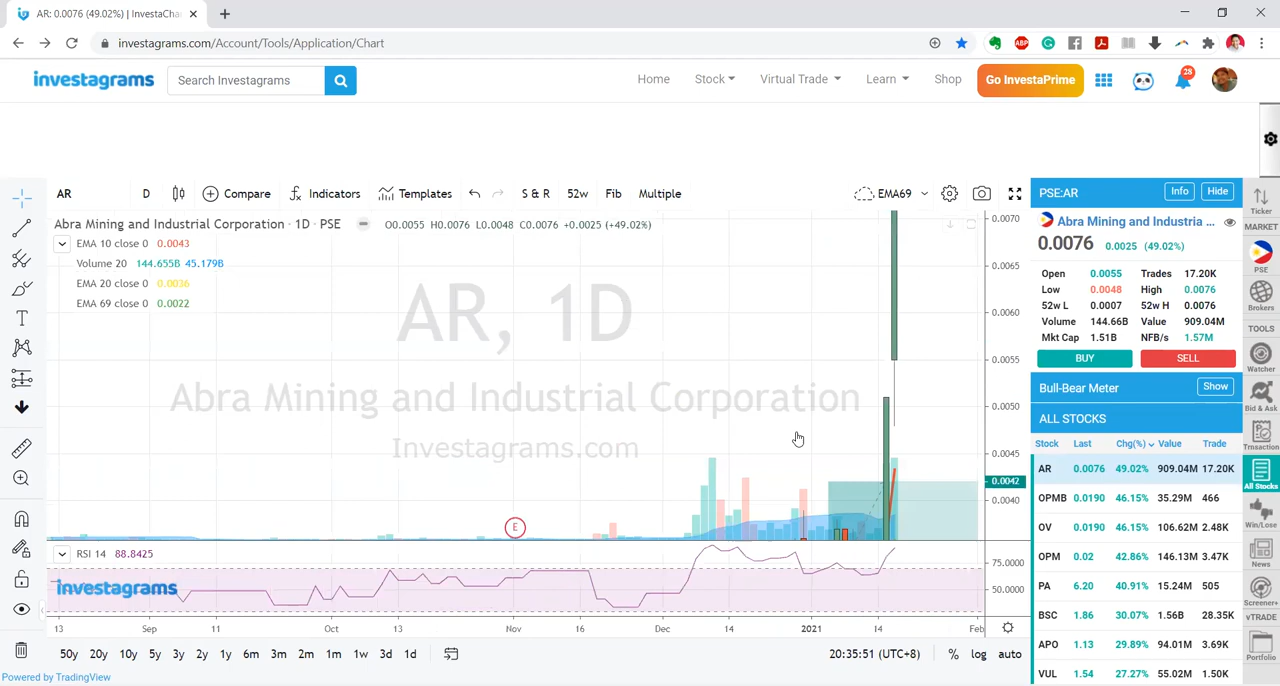 AR: 0.0076 (49.02%) | InvestaCha
investagrams.com/Account/Tools/Application/Chart
ABP
investagrams
Search Investagrams
Home
Stock
Virtual Trade
Learn
Shop
Go InvestaPrime
28
AR
D
Compare
Indicators
Templates
S & R
52w
Fib
Multiple
EMA69
Abra Mining and Industrial Corporation · 1D · PSE
O0.0055 H0.0076 L0.0048 C0.0076 +0.0025 (+49.02%)
EMA 10 close 0 0.0043
Volume 20 144.655B 45.179B
EMA 20 close 0 0.0036
EMA 69 close 0 0.0022
AR, 1D
Abra Mining and Industrial Corporation
Investagrams.com
E
0.0070
0.0065
0.0060
0.0055
0.0050
0.0045
0.0042
0.0040
RSI 14 88.8425
investagrams
75.0000
50.0000
13 Sep 11 Oct 13 Nov 16 Dec 14 2021 14 Feb
50y 20y 10y 5y 3y 2y 1y 6m 3m 2m 1m 1w 3d 1d
20:35:51 (UTC+8) % log auto
Powered by TradingView
PSE:AR
Info
Hide
Abra Mining and Industria ...
0.0076 0.0025 (49.02%)
Open 0.0055 Trades 17.20K
Low 0.0048 High 0.0076
52w L 0.0007 52w H 0.0076
Volume 144.66B Value 909.04M
Mkt Cap 1.51B NFB/s 1.57M
BUY
SELL
Bull-Bear Meter
Show
ALL STOCKS
Stock Last Chg(%) Value Trade
AR 0.0076 49.02% 909.04M 17.20K
OPMB 0.0190 46.15% 35.29M 466
OV 0.0190 46.15% 106.62M 2.48K
OPM 0.02 42.86% 146.13M 3.47K
PA 6.20 40.91% 15.24M 505
BSC 1.86 30.07% 1.56B 28.35K
APO 1.13 29.89% 94.01M 3.69K
VUL 1.54 27.27% 55.02M 1.50K
Ticker
MARKET
PSE
Brokers
TOOLS
Watcher
Bid & Ask
Trnsaction
All Stocks
Win/Lose
News
Screener+
vTRADE
Portfolio